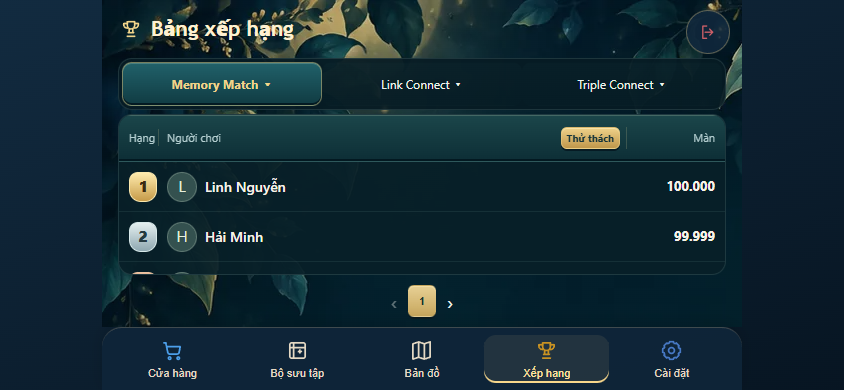 Bảng xếp hạng
Memory Match Link Connect Triple Connect
Hạng Người chơi Thử thách Màn
1 L Linh Nguyễn 100.000
2 H Hải Minh 99.999
‹ 1 ›
Cửa hàng Bộ sưu tập Bản đồ Xếp hạng Cài đặt